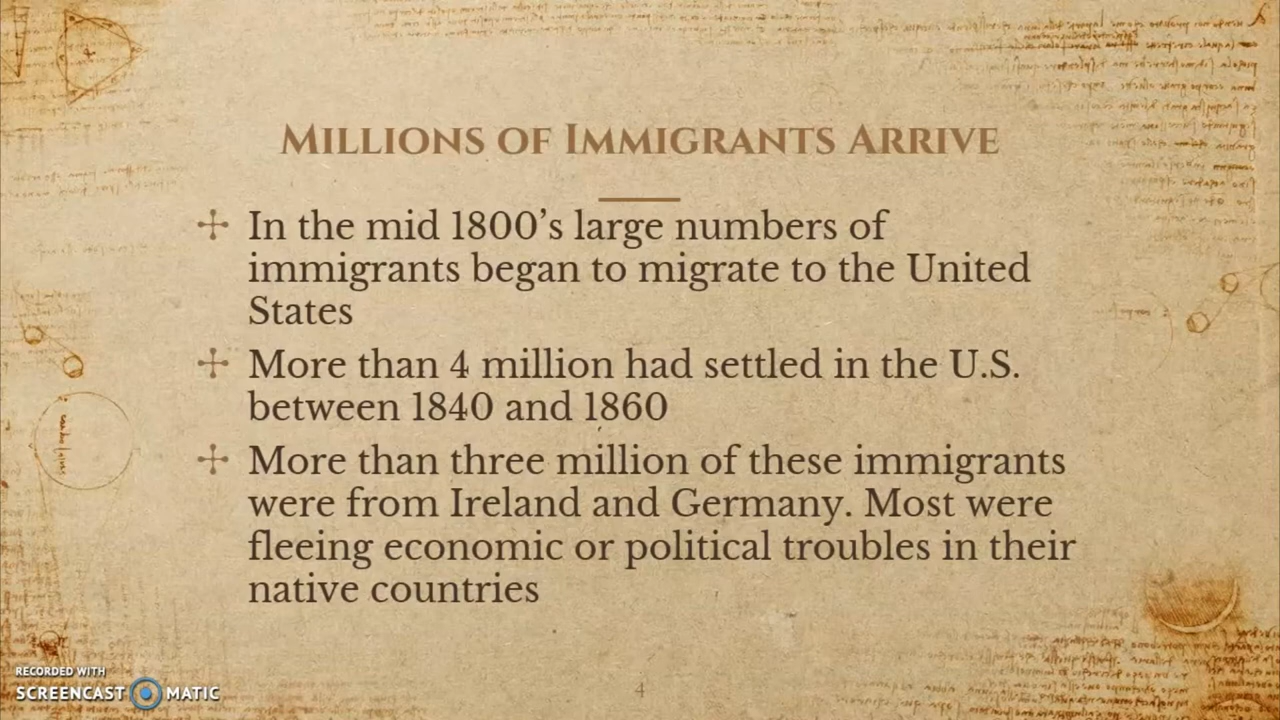 Millions of Immigrants Arrive
In the mid 1800’s large numbers of
immigrants began to migrate to the United
States
More than 4 million had settled in the U.S.
between 1840 and 1860
More than three million of these immigrants
were from Ireland and Germany. Most were
fleeing economic or political troubles in their
native countries
4
RECORDED WITH
SCREENCAST MATIC